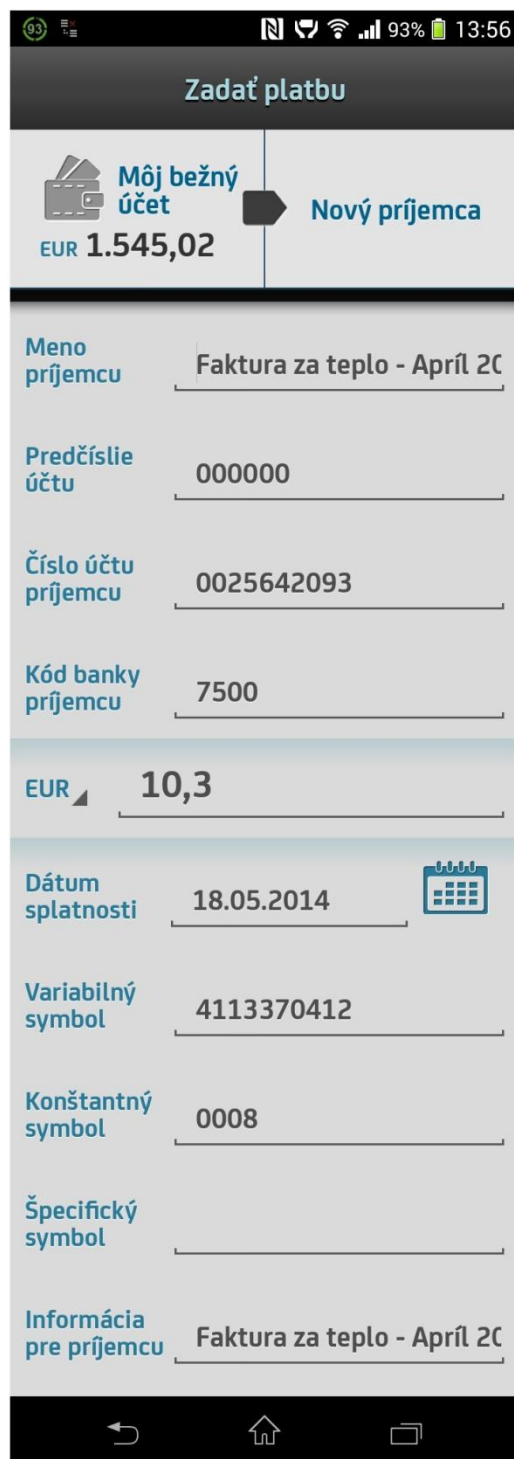 93
93% 13:56
Zadať platbu
Môj bežný
účet
EUR 1.545,02
Nový príjemca
Meno
príjemcu
Faktura za teplo - Apríl 20
Predčíslie
účtu
000000
Číslo účtu
príjemcu
0025642093
Kód banky
príjemcu
7500
EUR 10,3
Dátum
splatnosti
18.05.2014
Variabilný
symbol
4113370412
Konštantný
symbol
0008
Špecifický
symbol
Informácia
pre príjemcu
Faktura za teplo - Apríl 20